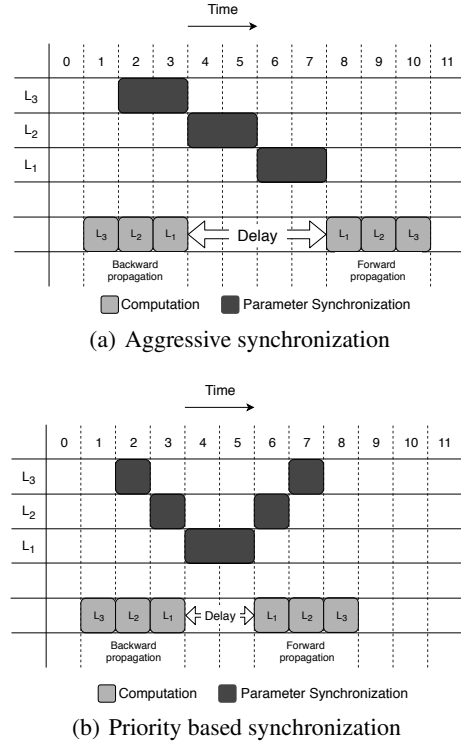 Time
0 1 2 3 4 5 6 7 8 9 10 11
L3
L2
L1
L3 L2 L1 Delay L1 L2 L3
Backward propagation
Forward propagation
Computation Parameter Synchronization
(a) Aggressive synchronization
Time
0 1 2 3 4 5 6 7 8 9 10 11
L3
L2
L1
L3 L2 L1 Delay L1 L2 L3
Backward propagation
Forward propagation
Computation Parameter Synchronization
(b) Priority based synchronization